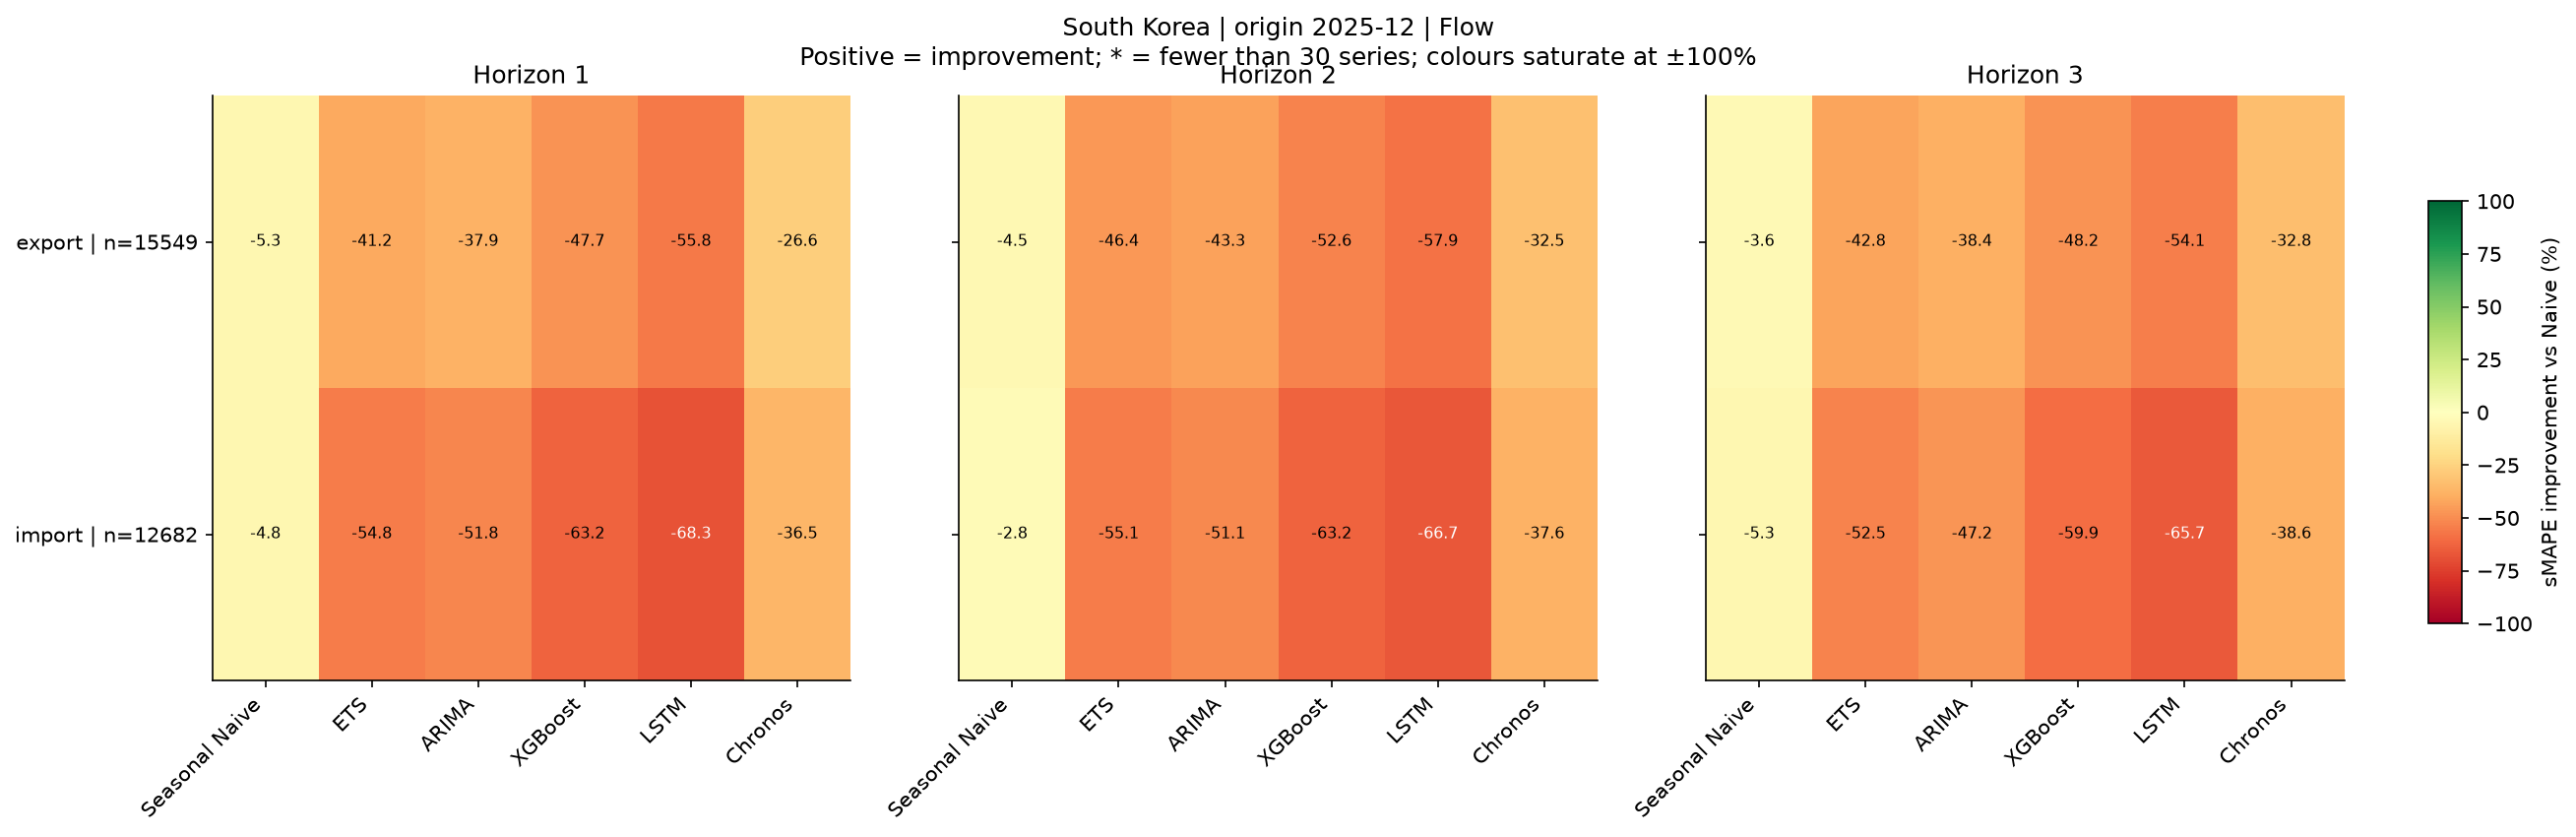 South Korea | origin 2025-12 | Flow
Positive = improvement; * = fewer than 30 series; colours saturate at ±100%
Horizon 1
Horizon 2
Horizon 3
export | n=15549
-5.3 -41.2 -37.9 -47.7 -55.8 -26.6
-4.5 -46.4 -43.3 -52.6 -57.9 -32.5
-3.6 -42.8 -38.4 -48.2 -54.1 -32.8
import | n=12682
-4.8 -54.8 -51.8 -63.2 -68.3 -36.5
-2.8 -55.1 -51.1 -63.2 -66.7 -37.6
-5.3 -52.5 -47.2 -59.9 -65.7 -38.6
Seasonal Naive
ETS
ARIMA
XGBoost
LSTM
Chronos
Seasonal Naive
ETS
ARIMA
XGBoost
LSTM
Chronos
Seasonal Naive
ETS
ARIMA
XGBoost
LSTM
Chronos
100
75
50
25
0
−25
−50
−75
−100
sMAPE improvement vs Naive (%)